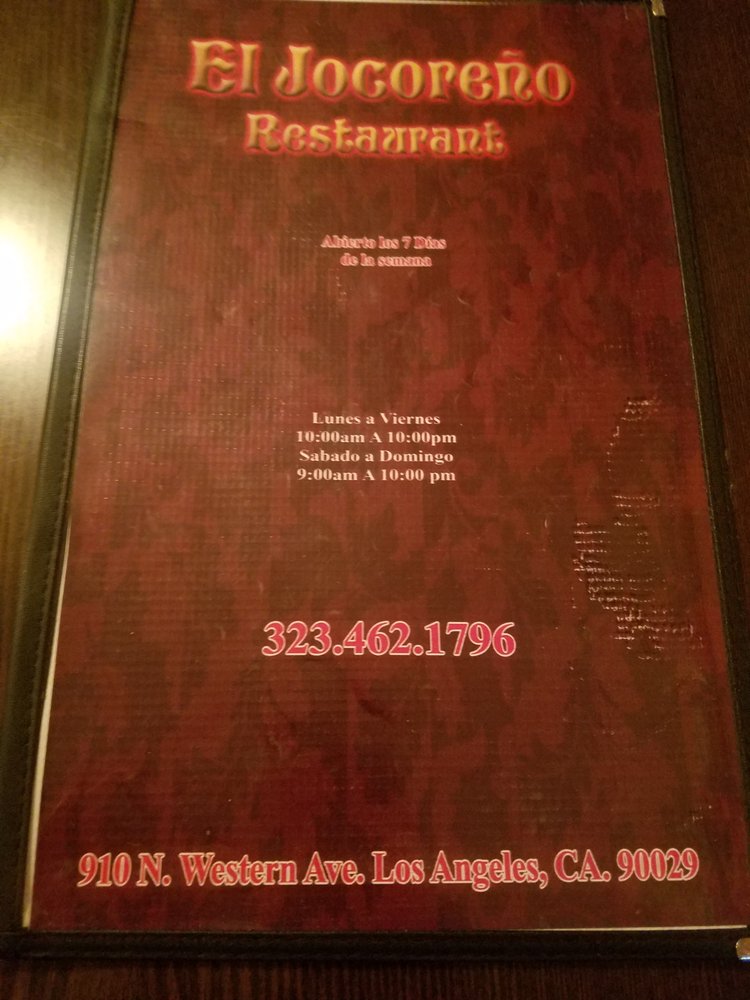 El Jocoreño
Restaurant
Abierto los 7 Días
de la semana
Lunes a Viernes
10:00am A 10:00pm
Sabado a Domingo
9:00am A 10:00 pm
323.462.1796
910 N. Western Ave. Los Angeles, CA. 90029